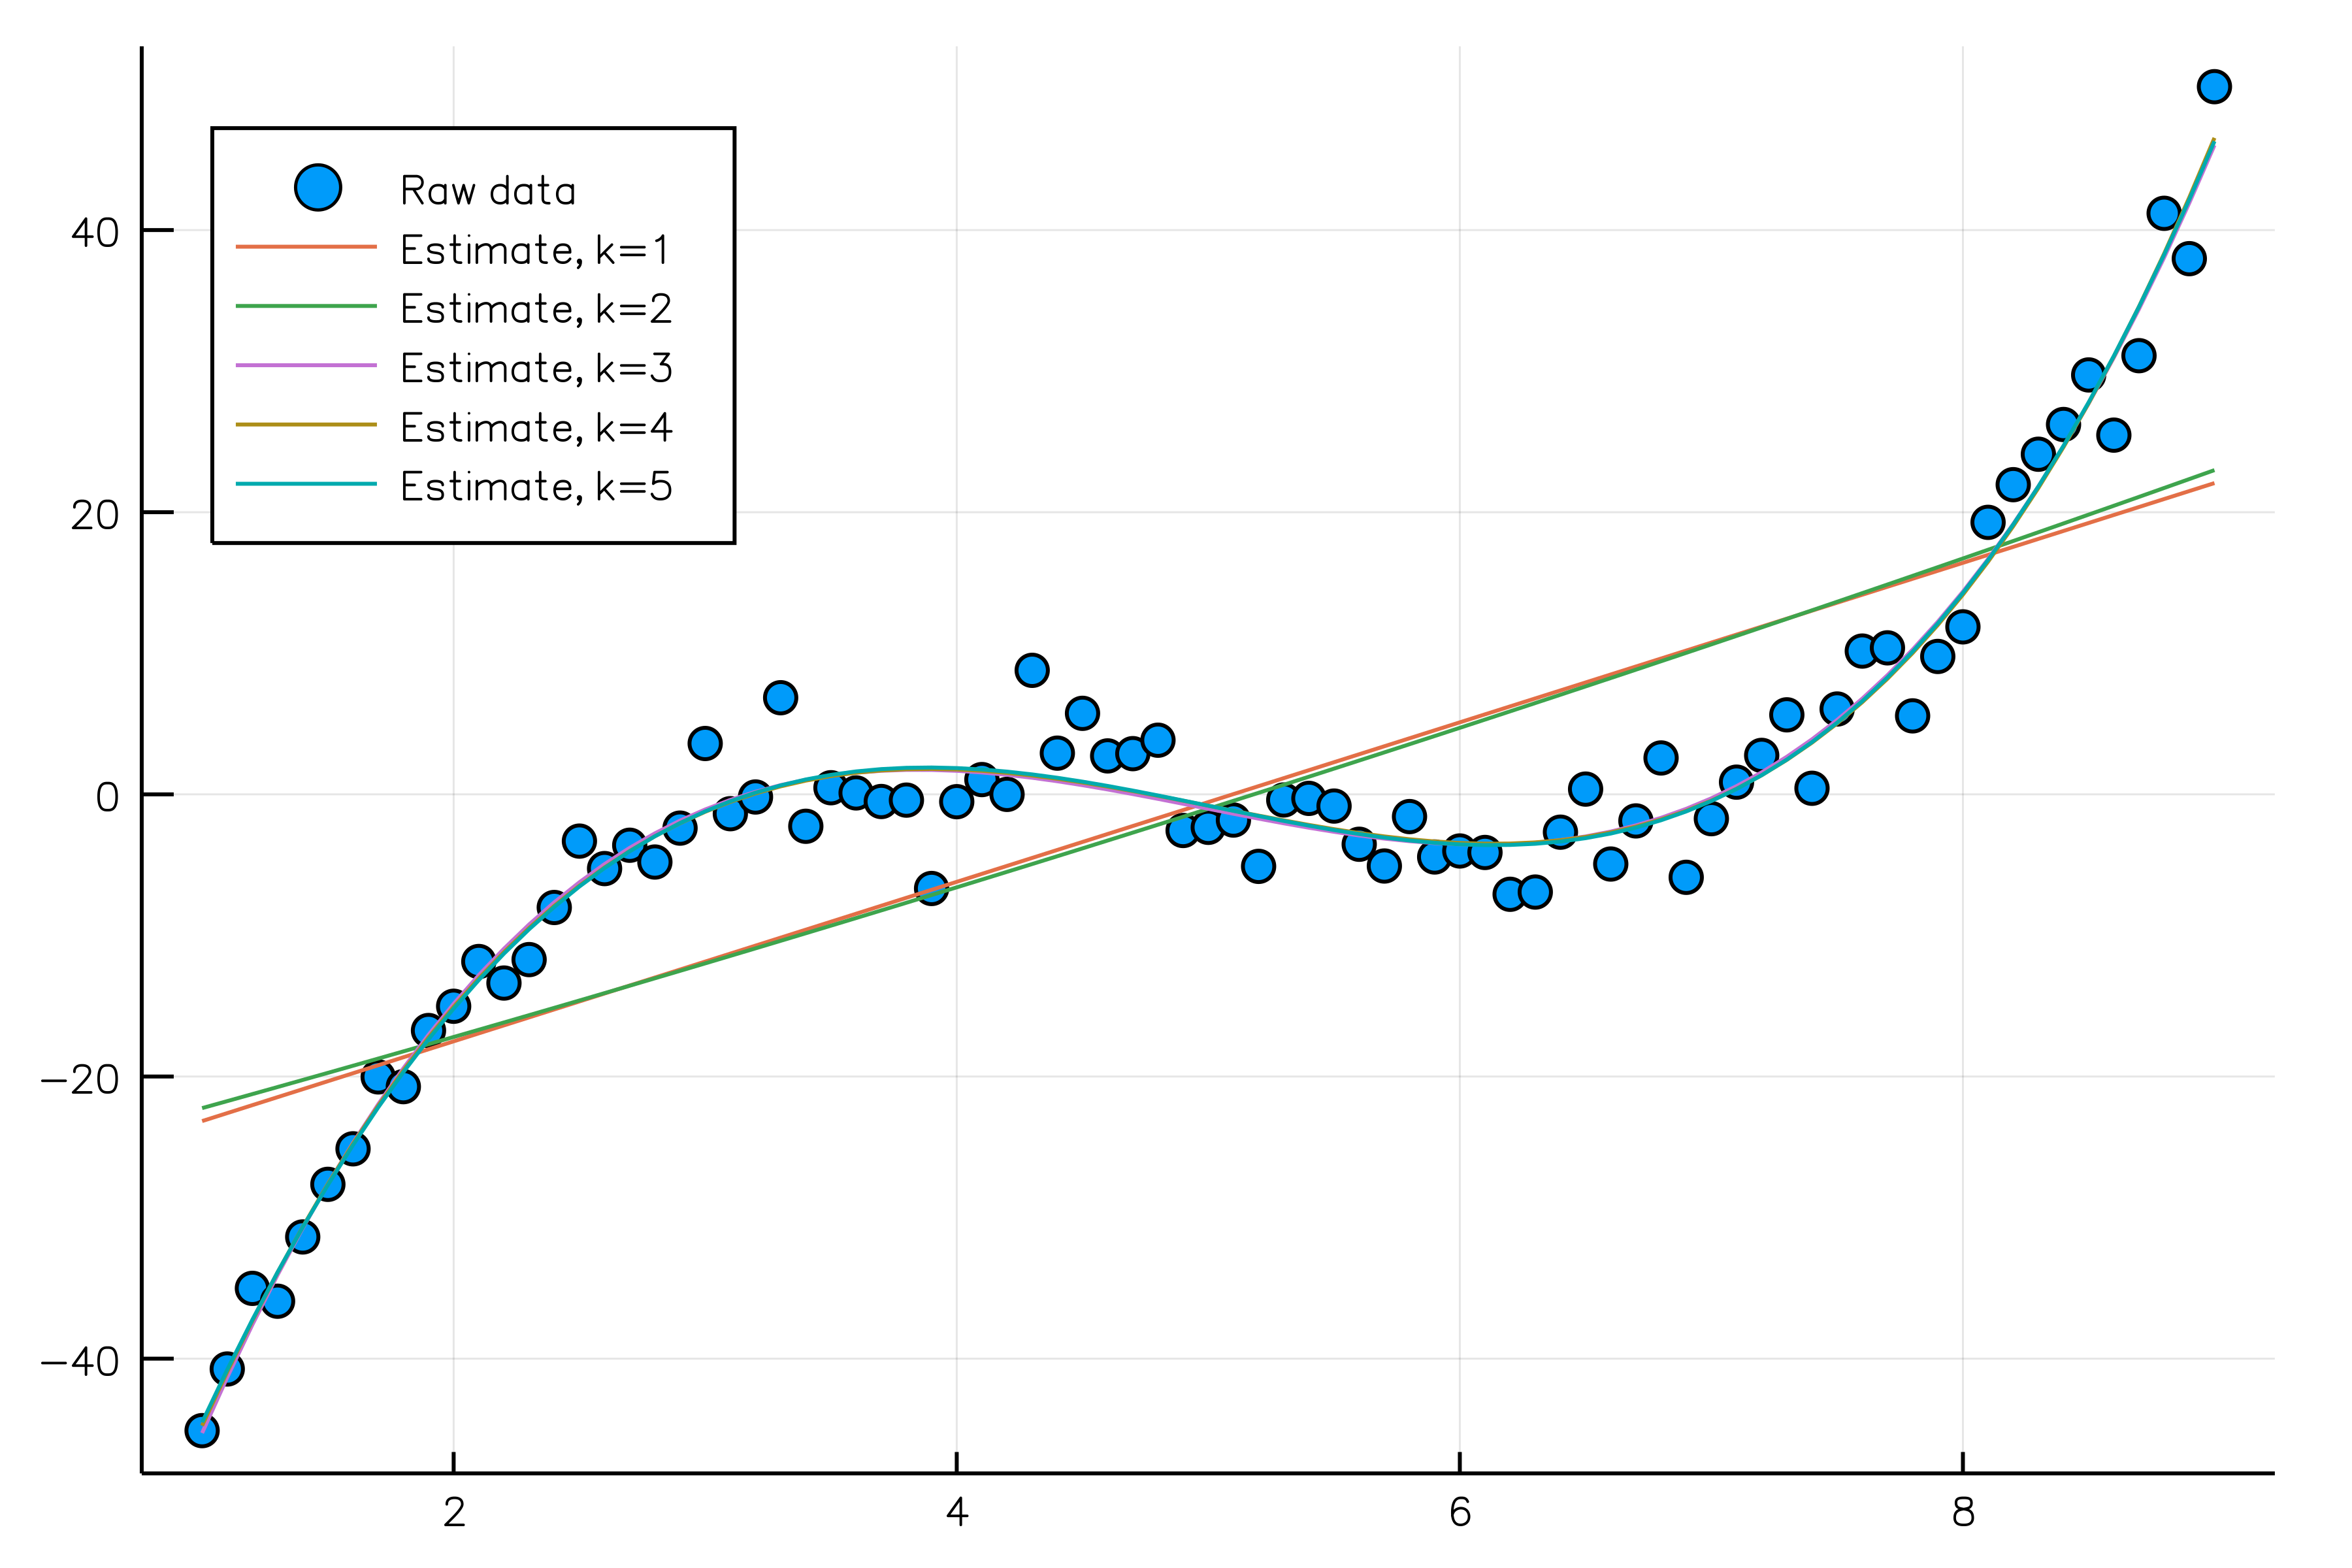 Raw data
Estimate, k=1
Estimate, k=2
Estimate, k=3
Estimate, k=4
Estimate, k=5
40
20
0
−20
−40
2 4 6 8